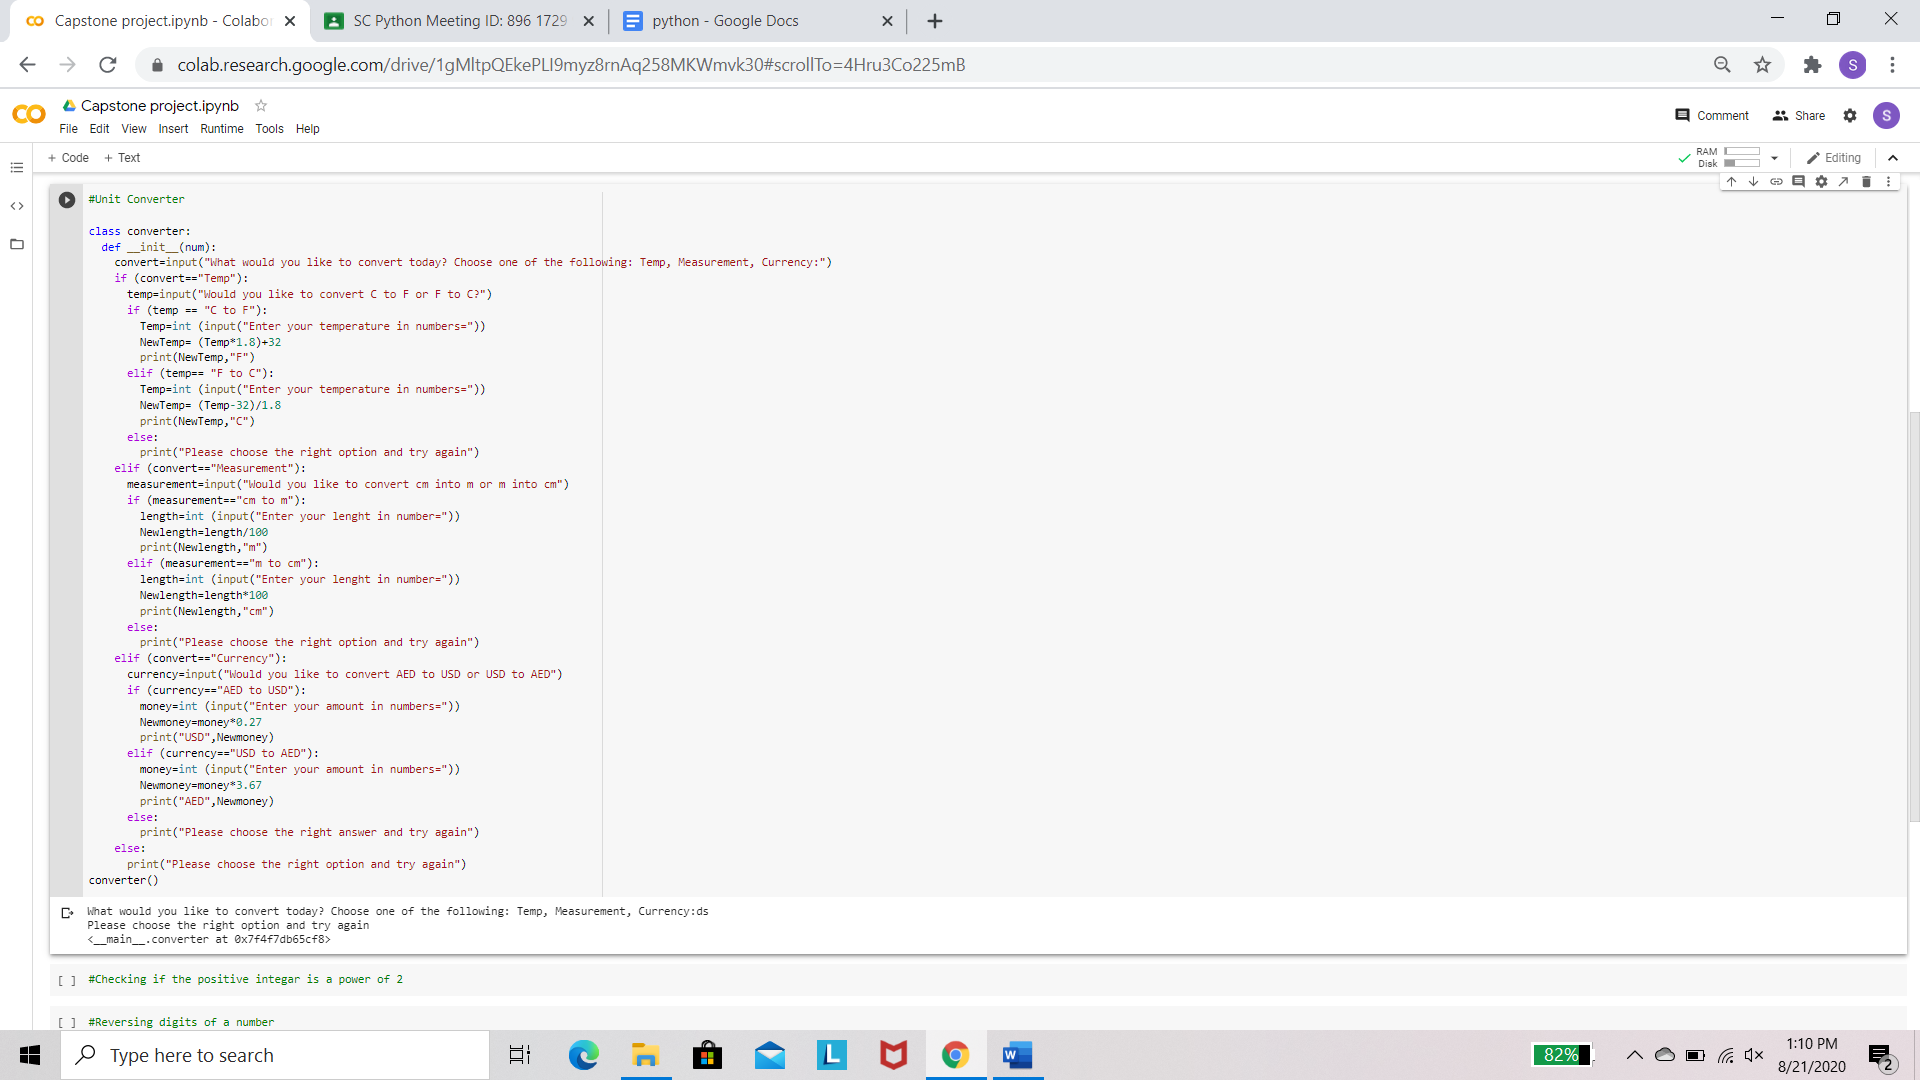 Capstone project.ipynb - Colabor
SC Python Meeting ID: 896 1729
python - Google Docs
colab.research.google.com/drive/1gMltpQEkePLI9myz8rnAq258MKWmvk30#scrollTo=4Hru3Co225mB
S
Capstone project.ipynb
Comment
Share
S
File Edit View Insert Runtime Tools Help
+ Code + Text
RAM
Disk
Editing
#Unit Converter
class converter:
  def __init__(num):
    convert=input("What would you like to convert today? Choose one of the following: Temp, Measurement, Currency:")
    if (convert=="Temp"):
      temp=input("Would you like to convert C to F or F to C?")
      if (temp == "C to F"):
        Temp=int (input("Enter your temperature in numbers="))
        NewTemp= (Temp*1.8)+32
        print(NewTemp,"F")
      elif (temp== "F to C"):
        Temp=int (input("Enter your temperature in numbers="))
        NewTemp= (Temp-32)/1.8
        print(NewTemp,"C")
      else:
        print("Please choose the right option and try again")
    elif (convert=="Measurement"):
      measurement=input("Would you like to convert cm into m or m into cm")
      if (measurement=="cm to m"):
        length=int (input("Enter your lenght in number="))
        Newlength=length/100
        print(Newlength,"m")
      elif (measurement=="m to cm"):
        length=int (input("Enter your lenght in number="))
        Newlength=length*100
        print(Newlength,"cm")
      else:
        print("Please choose the right option and try again")
    elif (convert=="Currency"):
      currency=input("Would you like to convert AED to USD or USD to AED")
      if (currency=="AED to USD"):
        money=int (input("Enter your amount in numbers="))
        Newmoney=money*0.27
        print("USD",Newmoney)
      elif (currency=="USD to AED"):
        money=int (input("Enter your amount in numbers="))
        Newmoney=money*3.67
        print("AED",Newmoney)
      else:
        print("Please choose the right answer and try again")
    else:
      print("Please choose the right option and try again")
converter()
What would you like to convert today? Choose one of the following: Temp, Measurement, Currency:ds
Please choose the right option and try again
<__main__.converter at 0x7f4f7db65cf8>
[ ] #Checking if the positive integar is a power of 2
[ ] #Reversing digits of a number
Type here to search
82%
1:10 PM
8/21/2020
2